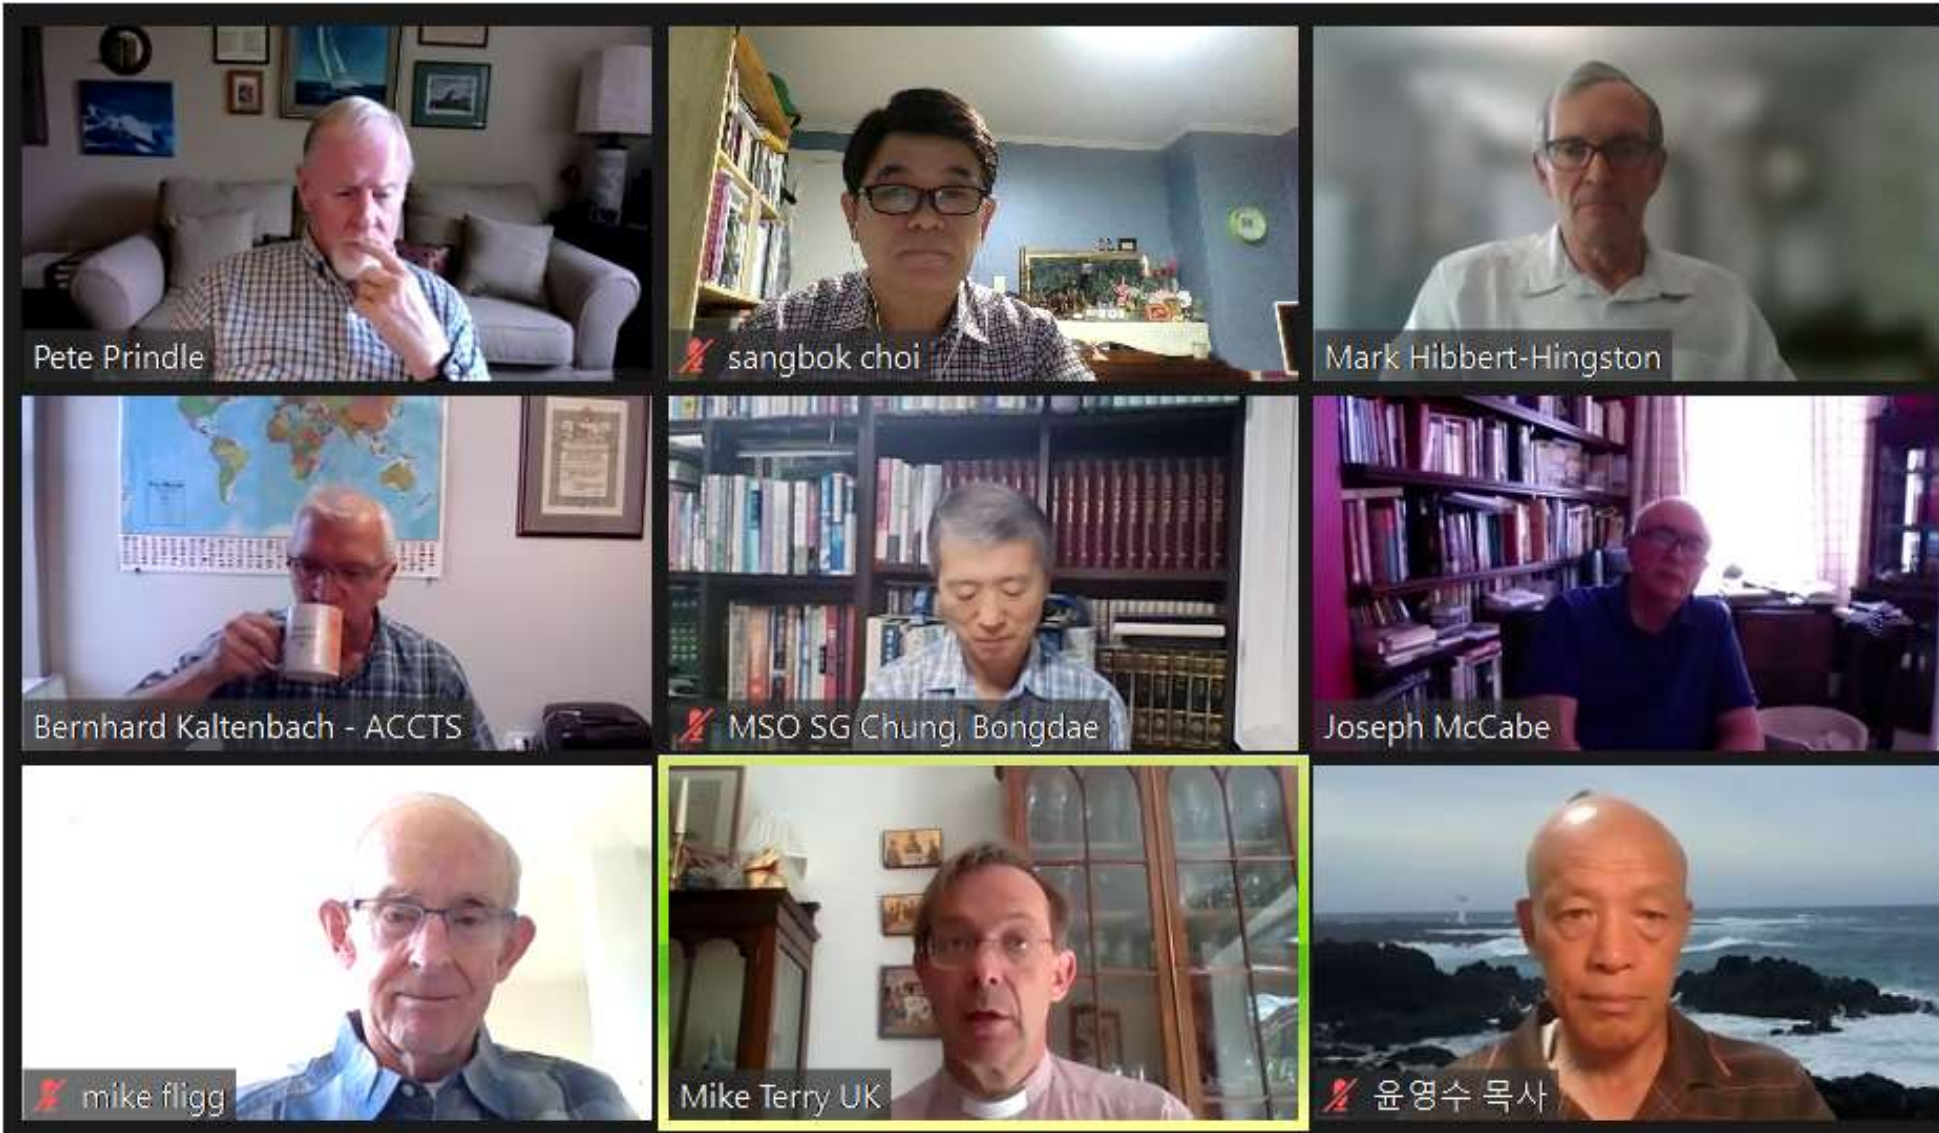 Pete Prindle
sangbok choi
Mark Hibbert-Hingston
Bernhard Kaltenbach - ACCTS
MSO SG Chung, Bongdae
Joseph McCabe
mike fligg
Mike Terry UK
윤영수 목사